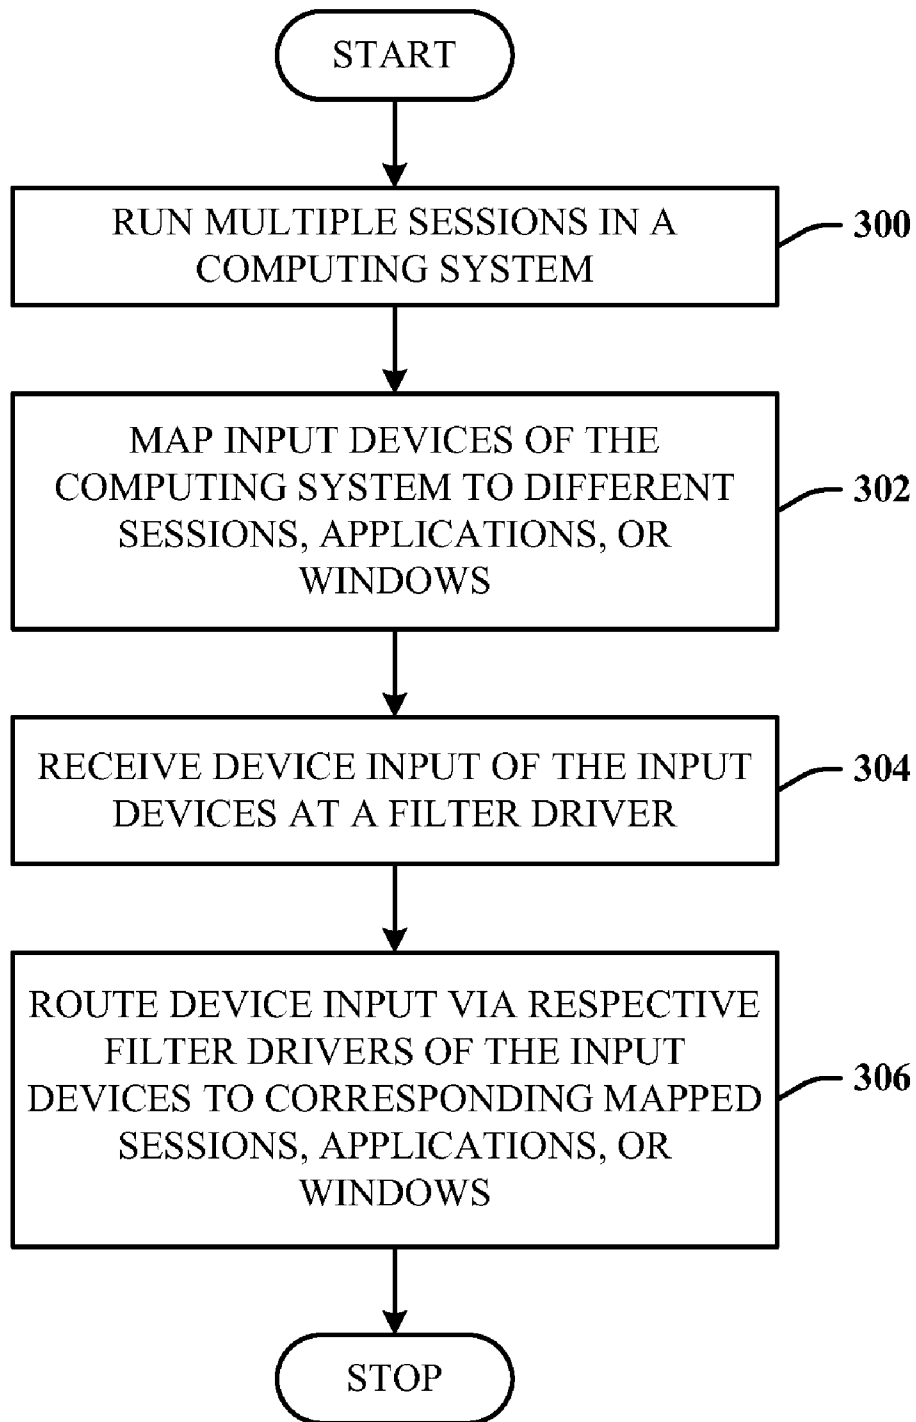 START
RUN MULTIPLE SESSIONS IN A
COMPUTING SYSTEM
300
MAP INPUT DEVICES OF THE
COMPUTING SYSTEM TO DIFFERENT
SESSIONS, APPLICATIONS, OR
WINDOWS
302
RECEIVE DEVICE INPUT OF THE INPUT
DEVICES AT A FILTER DRIVER
304
ROUTE DEVICE INPUT VIA RESPECTIVE
FILTER DRIVERS OF THE INPUT
DEVICES TO CORRESPONDING MAPPED
SESSIONS, APPLICATIONS, OR
WINDOWS
306
STOP